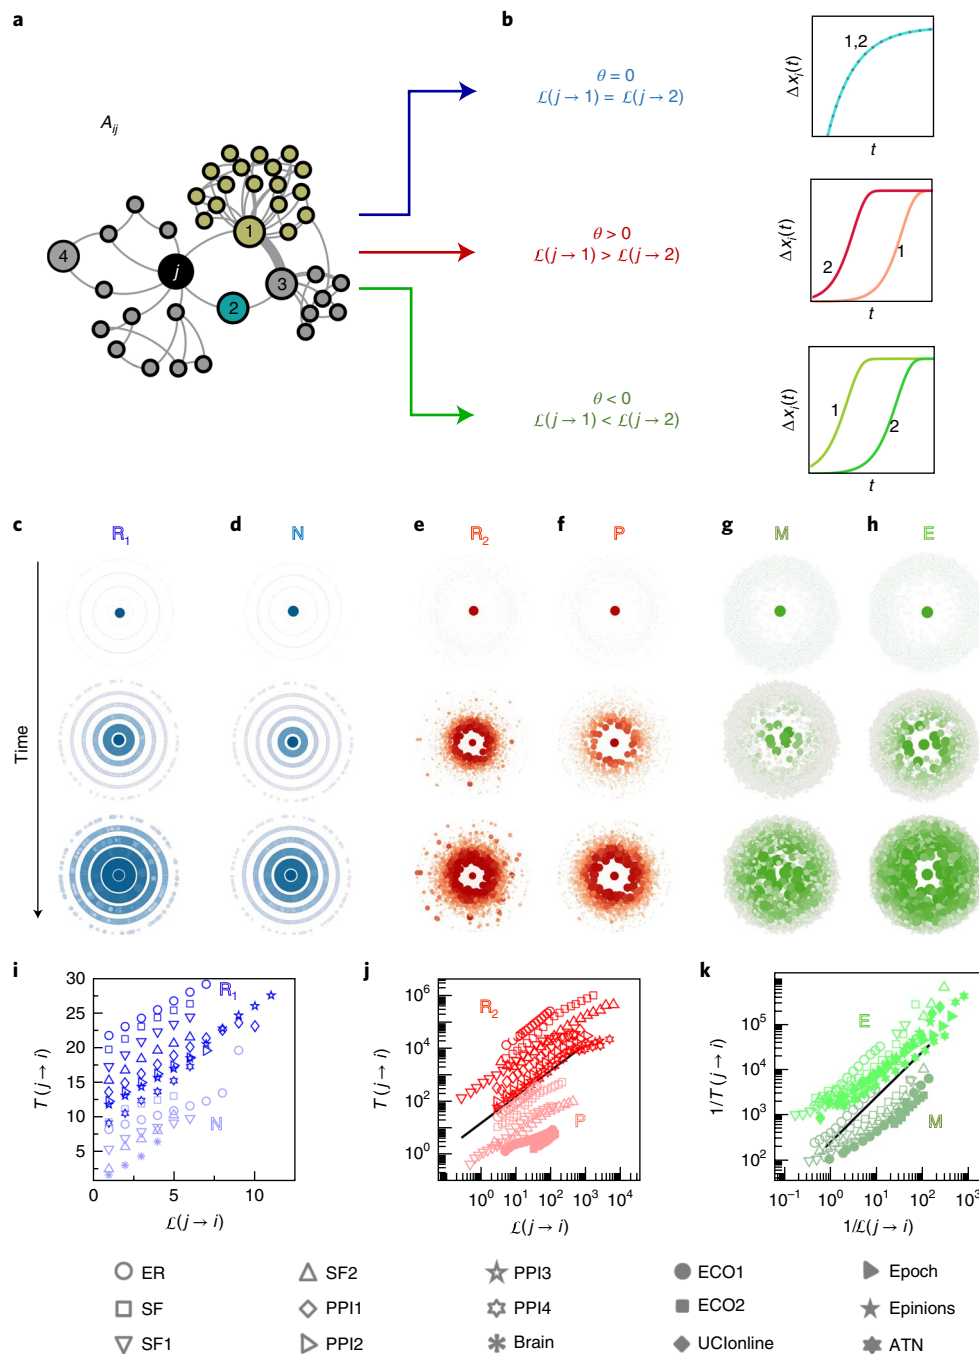 a
b
A_ij
1
2
3
4
j
θ = 0
ℒ(j → 1) = ℒ(j → 2)
θ > 0
ℒ(j → 1) > ℒ(j → 2)
θ < 0
ℒ(j → 1) < ℒ(j → 2)
Δx_i(t)
1,2
t
Δx_i(t)
2
1
t
Δx_i(t)
1
2
t
c
d
e
f
g
h
ℝ_1
ℕ
ℝ_2
ℙ
𝕄
𝔼
Time
i
30
25
20
15
10
5
0
5
10
T(j → i)
ℒ(j → i)
ℝ_1
ℕ
j
10^6
10^4
10^2
10^0
10^0
10^1
10^2
10^3
10^4
T(j → i)
ℒ(j → i)
ℝ_2
ℙ
k
10^5
10^4
10^3
10^2
10^−1
10^0
10^1
10^2
10^3
1/T(j → i)
1/ℒ(j → i)
𝔼
𝕄
ER
SF2
PPI3
ECO1
Epoch
SF
PPI1
PPI4
ECO2
Epinions
SF1
PPI2
Brain
UCIonline
ATN